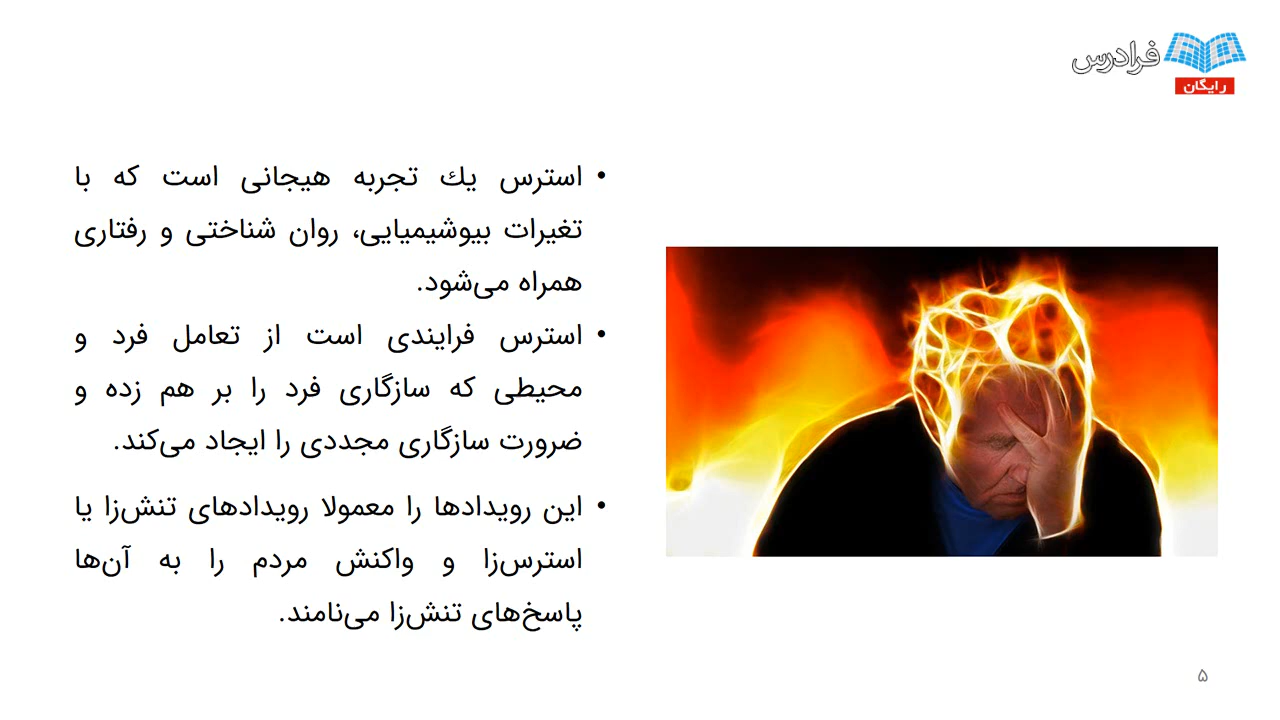 فرادرس
رایگان
• استرس یك تجربه هیجانی است که با
تغیرات بیوشیمیایی، روان شناختی و رفتاری
همراه می‌شود.
• استرس فرایندی است از تعامل فرد و
محیطی که سازگاری فرد را بر هم زده و
ضرورت سازگاری مجددی را ایجاد می‌کند.
• این رویدادها را معمولا رویدادهای تنش‌زا یا
استرس‌زا و واکنش مردم را به آن‌ها
پاسخ‌های تنش‌زا می‌نامند.
۵